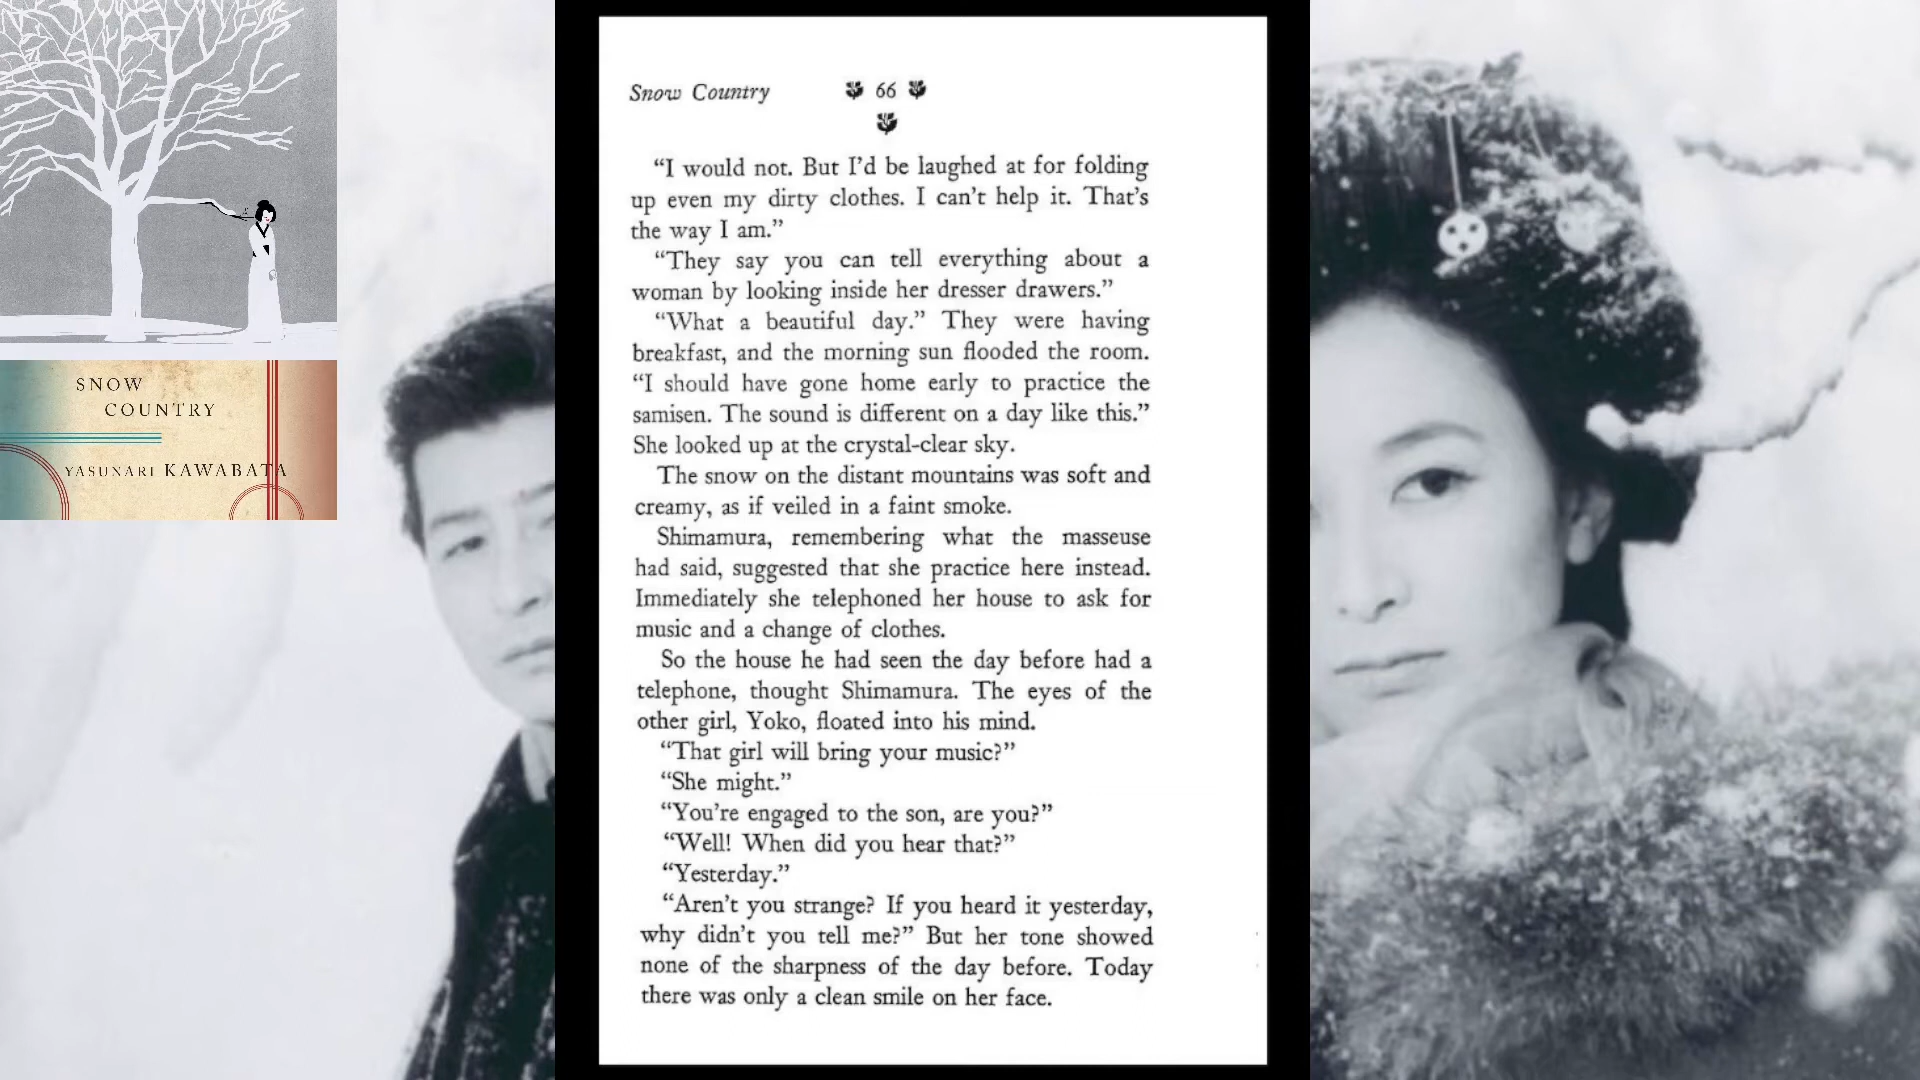 SNOW
COUNTRY
YASUNARI KAWABATA
Snow Country 66
“I would not. But I’d be laughed at for folding
up even my dirty clothes. I can’t help it. That’s
the way I am.”
“They say you can tell everything about a
woman by looking inside her dresser drawers.”
“What a beautiful day.” They were having
breakfast, and the morning sun flooded the room.
“I should have gone home early to practice the
samisen. The sound is different on a day like this.”
She looked up at the crystal-clear sky.
The snow on the distant mountains was soft and
creamy, as if veiled in a faint smoke.
Shimamura, remembering what the masseuse
had said, suggested that she practice here instead.
Immediately she telephoned her house to ask for
music and a change of clothes.
So the house he had seen the day before had a
telephone, thought Shimamura. The eyes of the
other girl, Yoko, floated into his mind.
“That girl will bring your music?”
“She might.”
“You’re engaged to the son, are you?”
“Well! When did you hear that?”
“Yesterday.”
“Aren’t you strange? If you heard it yesterday,
why didn’t you tell me?” But her tone showed
none of the sharpness of the day before. Today
there was only a clean smile on her face.